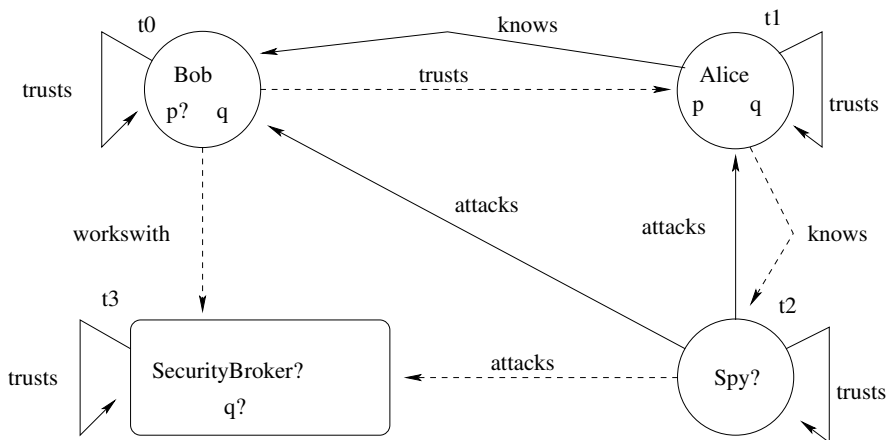 t0
knows
t1
Bob
trusts
Alice
trusts
p? q
p q
trusts
attacks
workswith
attacks
knows
t3
t2
SecurityBroker?
attacks
trusts
Spy?
trusts
q?